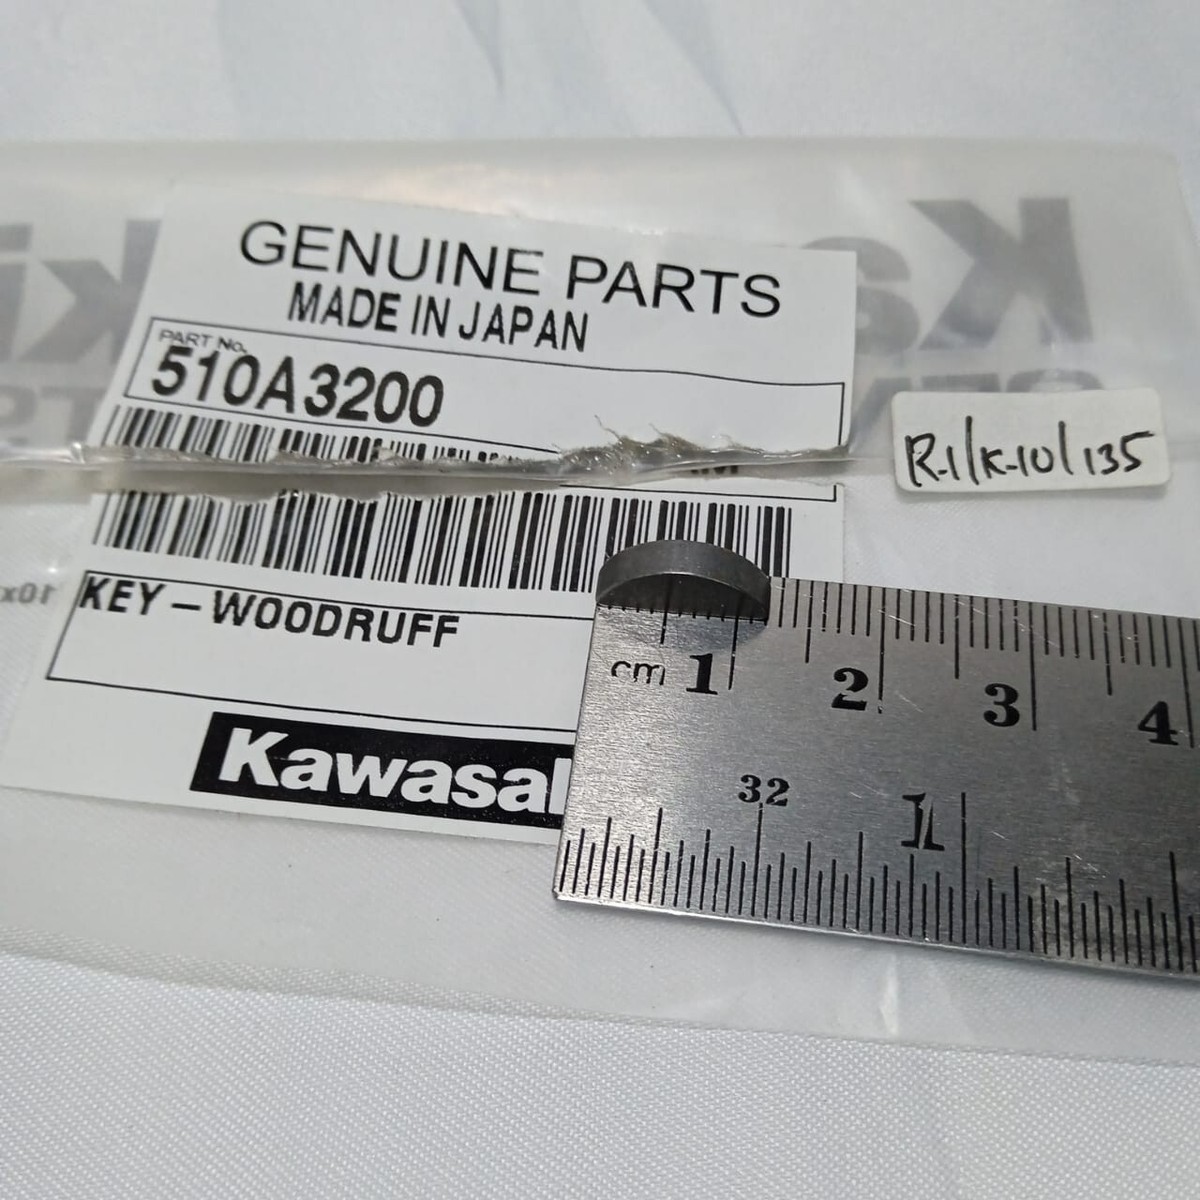 GENUINE PARTS
MADE IN JAPAN
PART No.
510A3200
R-1/K-10/135
KEY-WOODRUFF
Kawasak
cm 1 2 3 4
32 1